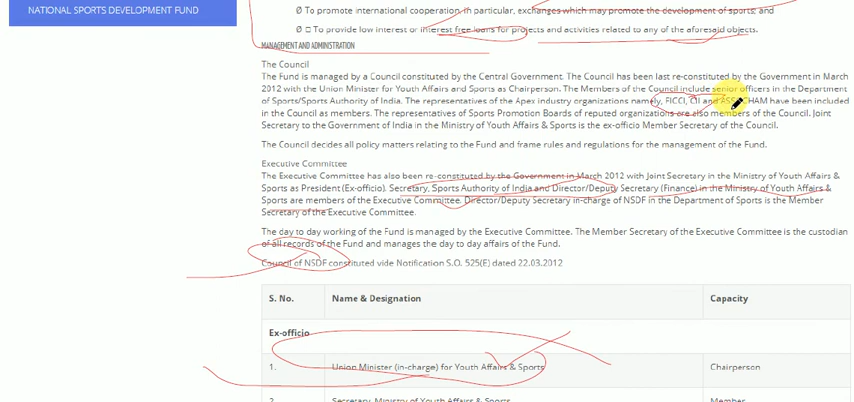 NATIONAL SPORTS DEVELOPMENT FUND
Ø To promote international cooperation in particular, exchanges which may promote the development of sports; and
Ø □ To provide low interest or interest free loans for projects and activities related to any of the aforesaid objects.
MANAGEMENT AND ADMINISTRATION
The Council
The Fund is managed by a Council constituted by the Central Government. The Council has been last re-constituted by the Government in March
2012 with the Union Minister for Youth Affairs and Sports as Chairperson. The Members of the Council include senior officers in the Department
of Sports/Sports Authority of India. The representatives of the Apex industry organizations namely, FICCI, CII and have been included
in the Council as members. The representatives of Sports Promotion Boards of reputed organizations are also members of the Council. Joint
Secretary to the Government of India in the Ministry of Youth Affairs & Sports is the ex-officio Member Secretary of the Council.
The Council decides all policy matters relating to the Fund and frame rules and regulations for the management of the Fund.
Executive Committee
The Executive Committee has also been re-constituted by the Government in March 2012 with Joint Secretary in the Ministry of Youth Affairs &
Sports as President (Ex-officio). Secretary, Sports Authority of India and Director/Deputy Secretary (Finance) in the Ministry of Youth Affairs &
Sports are members of the Executive Committee. Director/Deputy Secretary in-charge of NSDF in the Department of Sports is the Member
Secretary of the Executive Committee.
The day to day working of the Fund is managed by the Executive Committee. The Member Secretary of the Executive Committee is the custodian
of all records of the Fund and manages the day to day affairs of the Fund.
Council of NSDF constituted vide Notification S.O. 525(E) dated 22.03.2012
S. No. Name & Designation Capacity
Ex-officio
1. Union Minister (in-charge) for Youth Affairs & Sports Chairperson
2. Secretary, Ministry of Youth Affairs & Sports Member